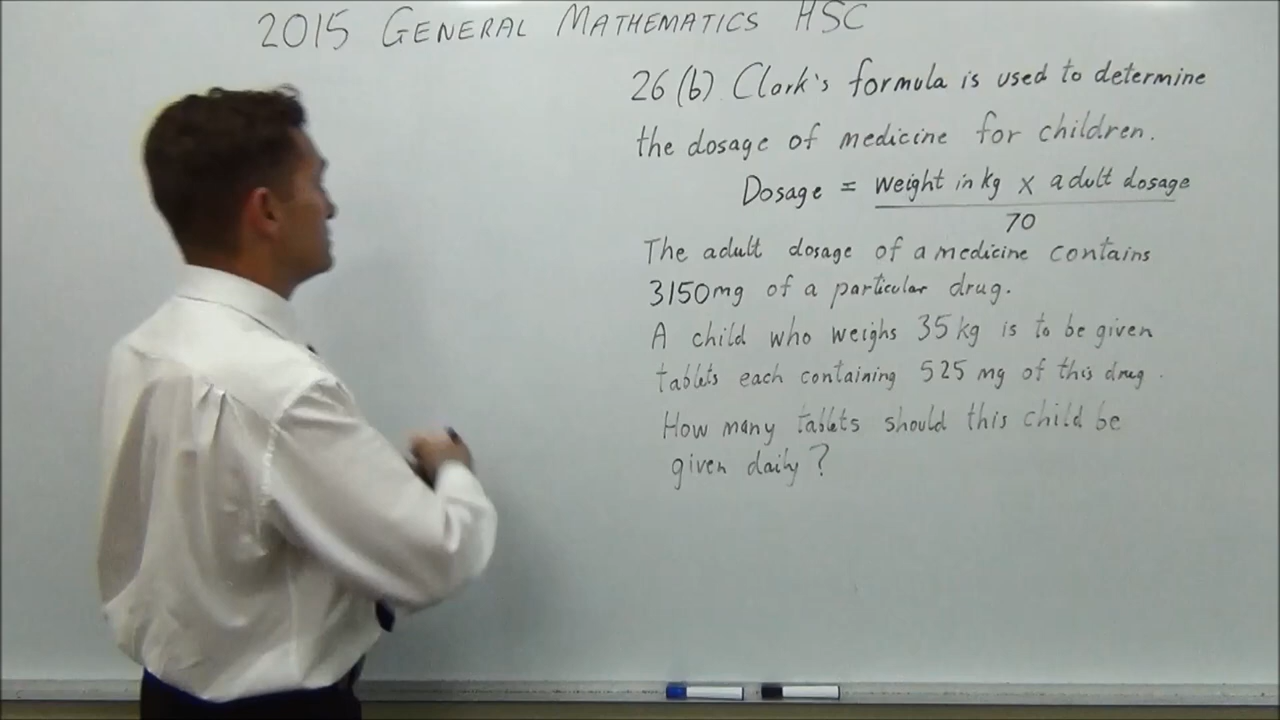 2015 GENERAL MATHEMATICS HSC
26 (b) Clark's formula is used to determine
the dosage of medicine for children.
Dosage = weight in kg x adult dosage
70
The adult dosage of a medicine contains
3150mg of a particular drug.
A child who weighs 35kg is to be given
tablets each containing 525 mg of this drug.
How many tablets should this child be
given daily?